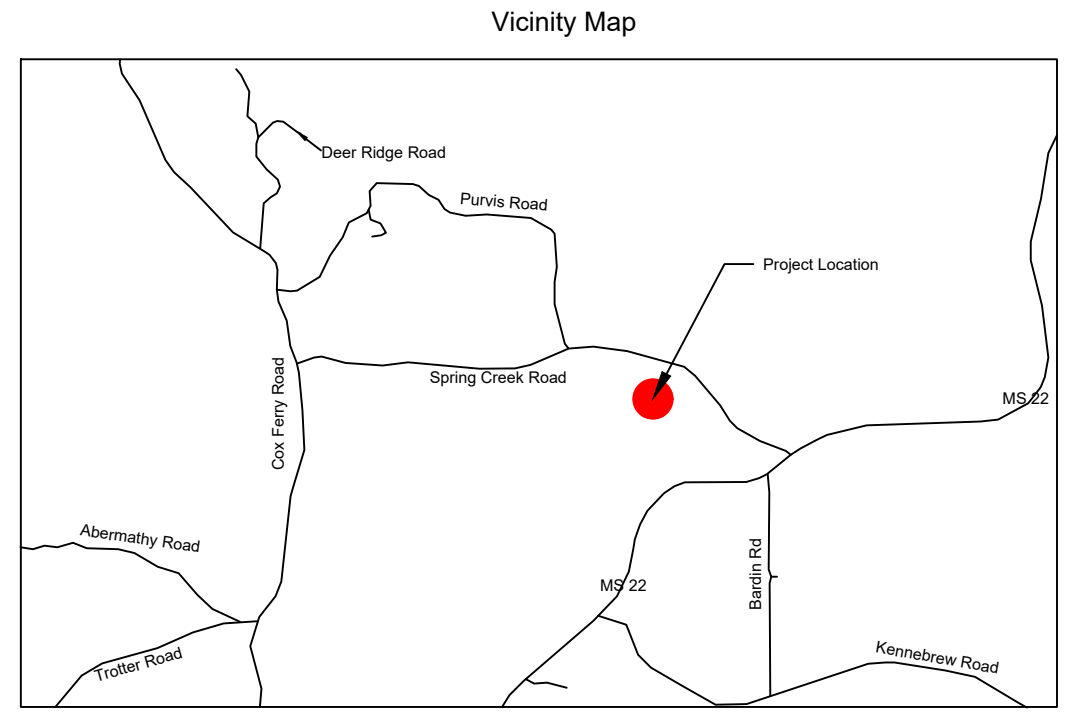 Vicinity Map
Deer Ridge Road
Purvis Road
Project Location
Spring Creek Road
Cox Ferry Road
MS 22
Abermathy Road
Bardin Rd
MS 22
Trotter Road
Kennebrew Road